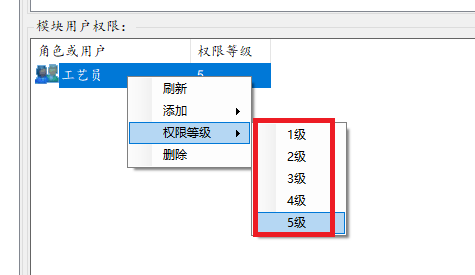 模块用户权限：
角色或用户 权限等级
工艺员 5
刷新
添加
权限等级
删除
1级
2级
3级
4级
5级